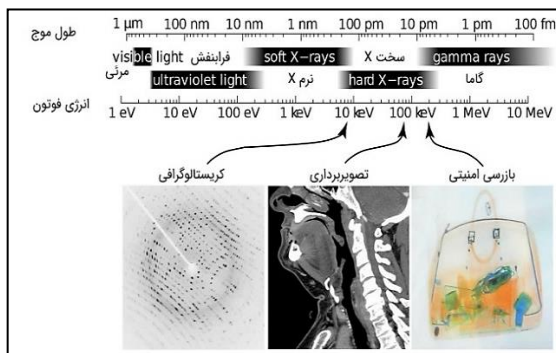 طول موج
1 μm 100 nm 10 nm 1 nm 100 pm 10 pm 1 pm 100 fm
visible light فرابنفش soft X−rays سخت X gamma rays
مرئی ultraviolet light نرم X hard X−rays گاما
انرژی فوتون
1 eV 10 eV 100 eV 1 keV 10 keV 100 keV 1 MeV 10 MeV
کریستالوگرافی تصویربرداری بازرسی امنیتی